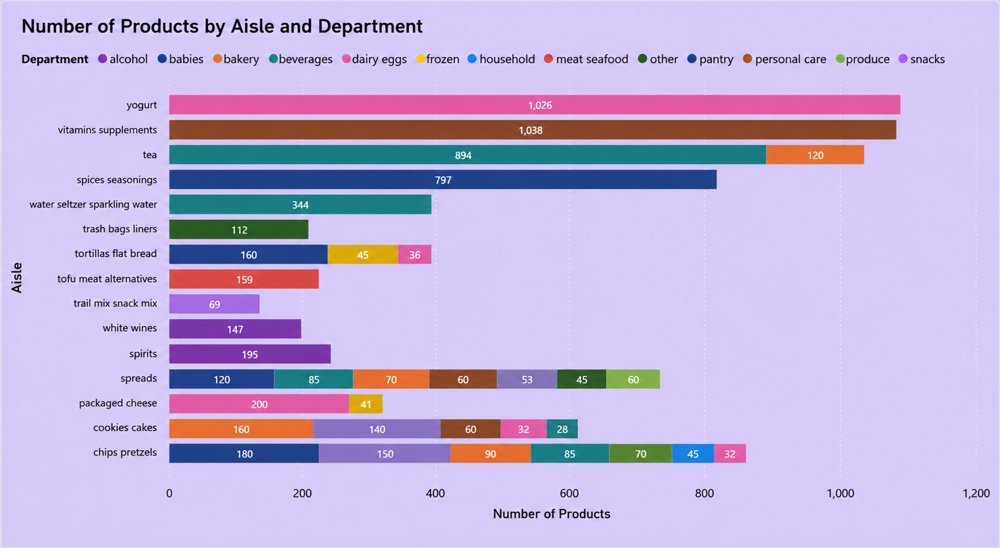 Number of Products by Aisle and Department
Department alcohol babies bakery beverages dairy eggs frozen household meat seafood other pantry personal care produce snacks
Aisle
yogurt 1,026
vitamins supplements 1,038
tea 894 120
spices seasonings 797
water seltzer sparkling water 344
trash bags liners 112
tortillas flat bread 160 45 36
tofu meat alternatives 159
trail mix snack mix 69
white wines 147
spirits 195
spreads 120 85 70 60 53 45 60
packaged cheese 200 41
cookies cakes 160 140 60 32 28
chips pretzels 180 150 90 85 70 45 32
0 200 400 600 800 1,000 1,200
Number of Products